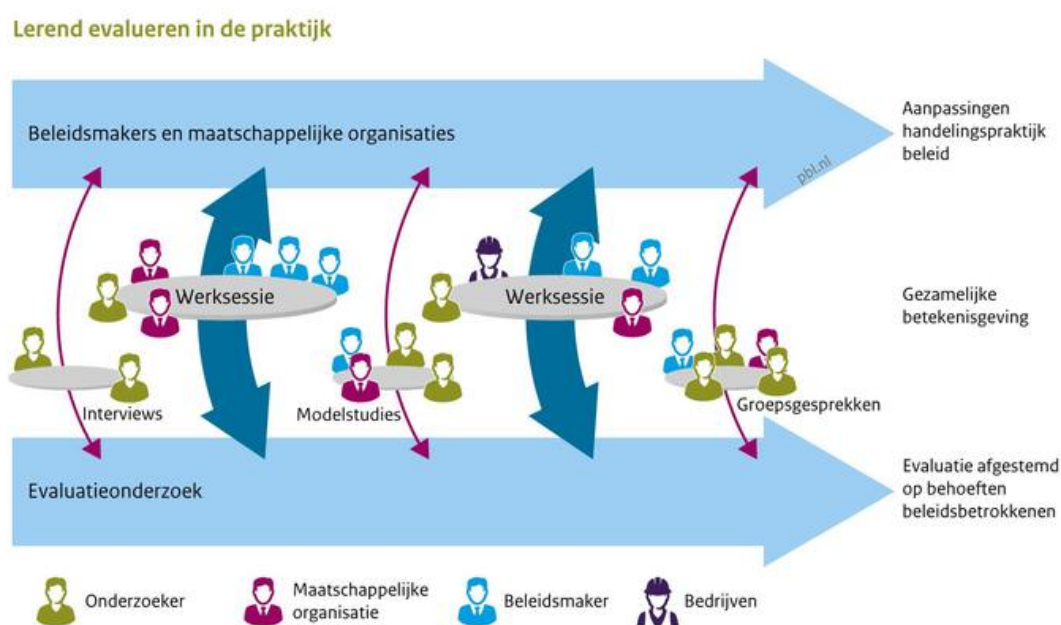 Lerend evalueren in de praktijk
Beleidsmakers en maatschappelijke organisaties
Aanpassingen
handelingspraktijk
beleid
pbl.nl
Werksessie
Werksessie
Gezamelijke
betekenisgeving
Interviews
Modelstudies
Groepsgesprekken
Evaluatieonderzoek
Evaluatie afgestemd
op behoeften
beleidsbetrokkenen
Onderzoeker
Maatschappelijke
organisatie
Beleidsmaker
Bedrijven